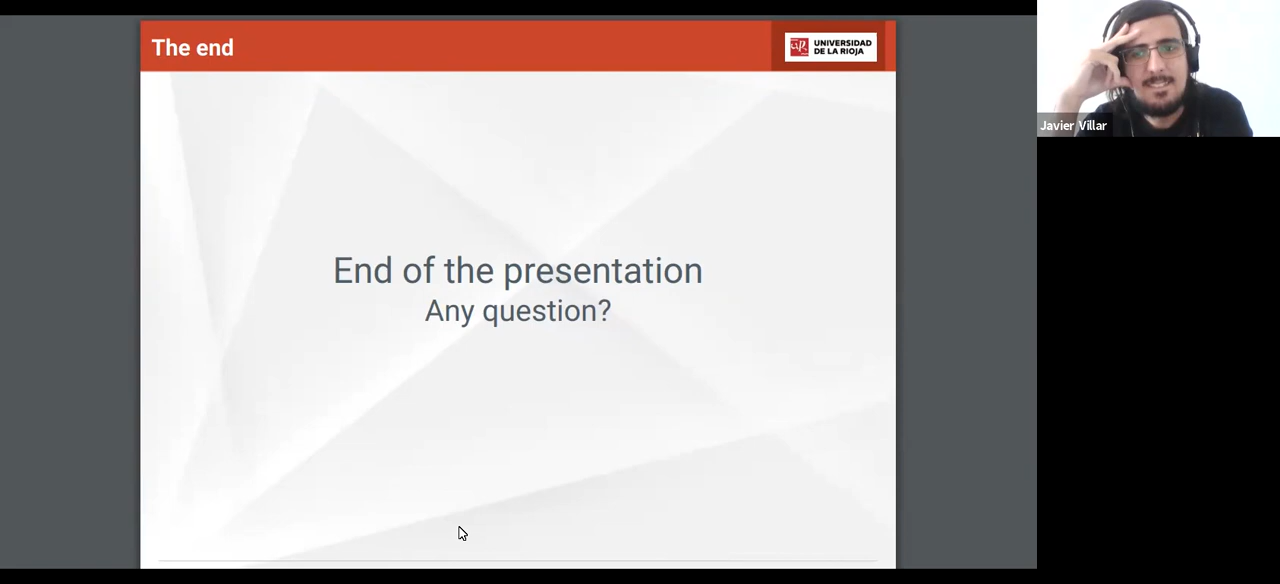 The end
UNIVERSIDAD
DE LA RIOJA
End of the presentation
Any question?
Javier Villar